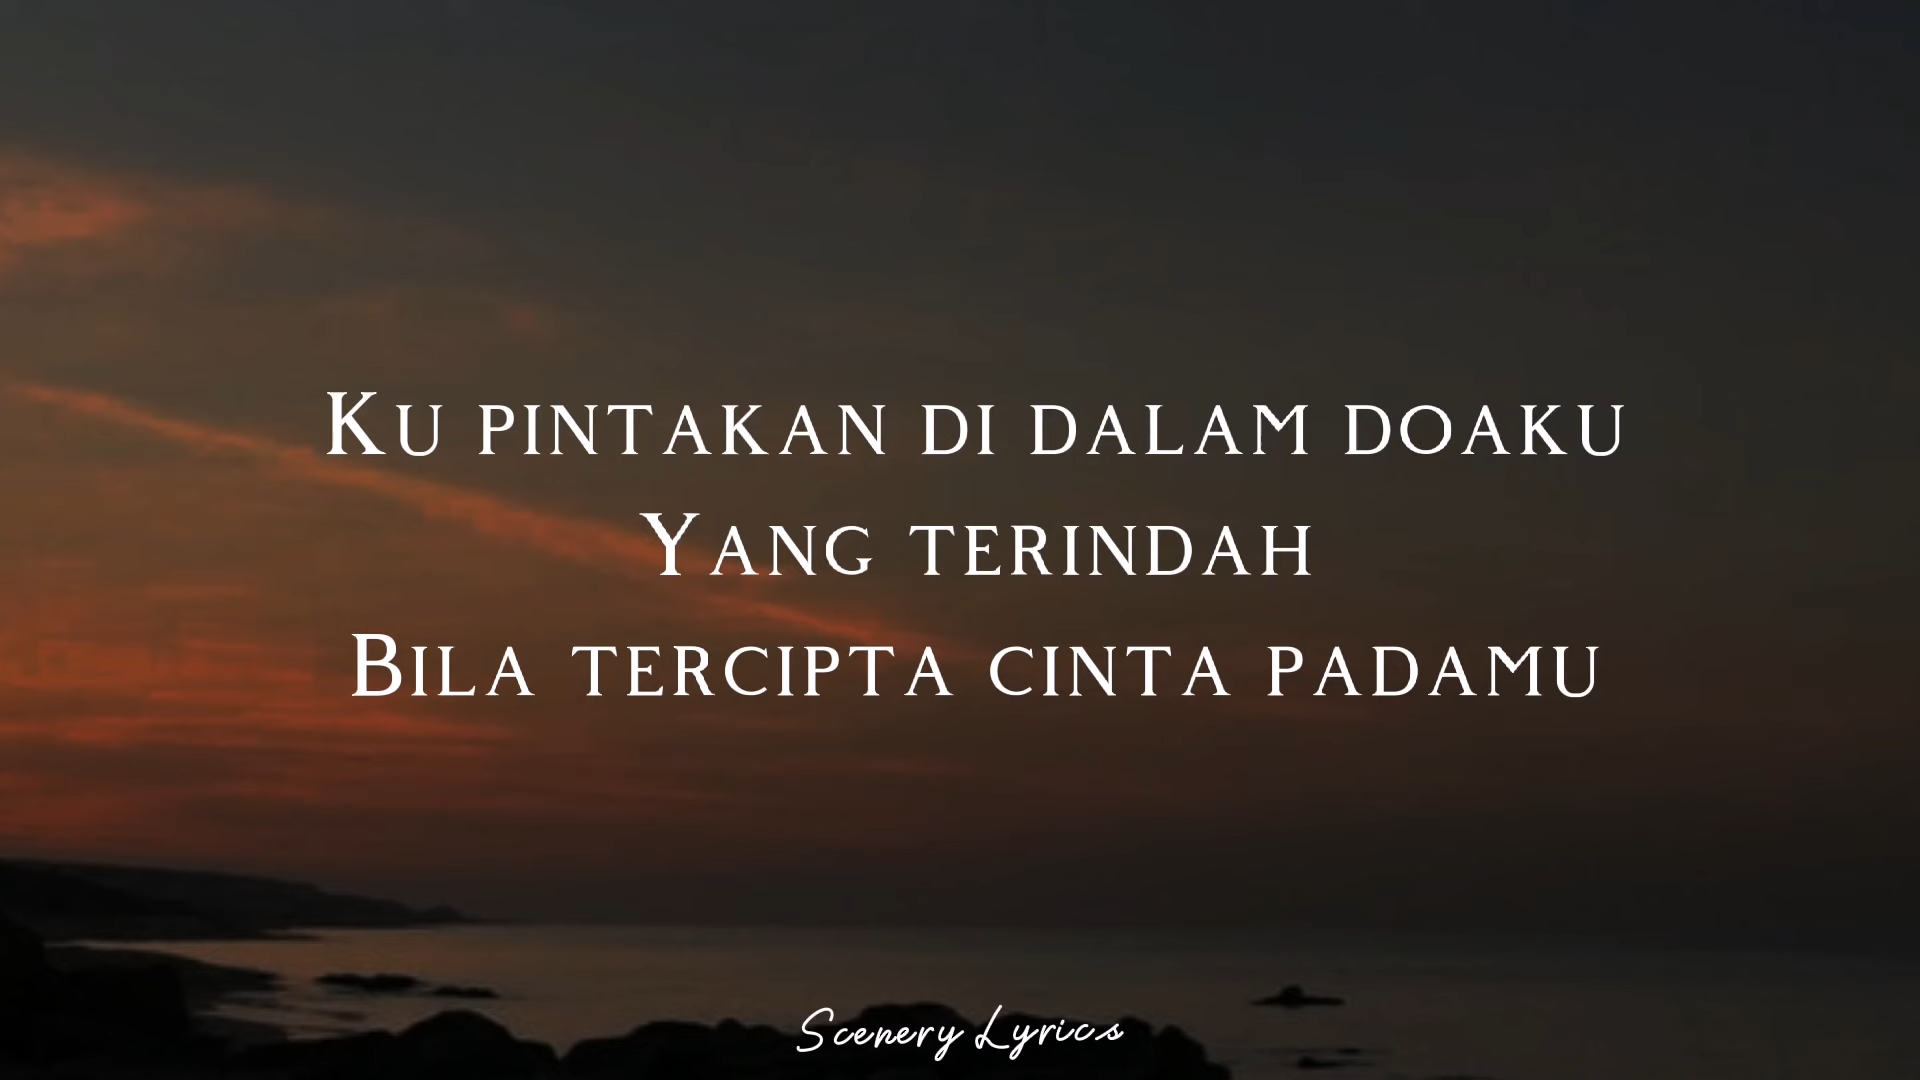 Ku pintakan di dalam doaku
Yang terindah
Bila tercipta cinta padamu
Scenery Lyrics